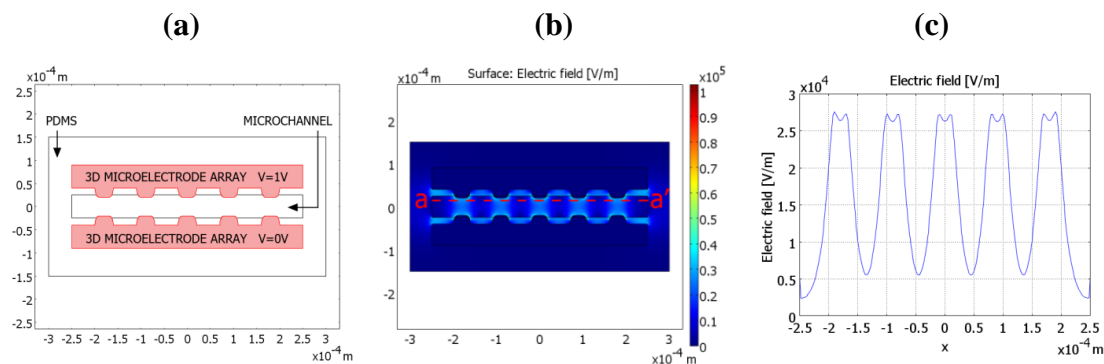 (a)
x10⁻⁴ m
2.5
2
1.5
1
0.5
0
-0.5
-1
-1.5
-2
-2.5
PDMS
MICROCHANNEL
3D MICROELECTRODE ARRAY V=1V
3D MICROELECTRODE ARRAY V=0V
-3 -2.5 -2 -1.5 -1 -0.5 0 0.5 1 1.5 2 2.5 3
x10⁻⁴ m
(b)
x10⁻⁴ m
Surface: Electric field [V/m]
2
1
0
-1
-2
a
a'
-3 -2 -1 0 1 2 3
x10⁻⁴ m
x10⁵
1
0.9
0.8
0.7
0.6
0.5
0.4
0.3
0.2
0.1
0
(c)
x10⁴
Electric field [V/m]
3
2.5
2
1.5
1
0.5
0
Electric field [V/m]
-2.5 -2 -1.5 -1 -0.5 0 0.5 1 1.5 2 2.5
x
x10⁻⁴ m